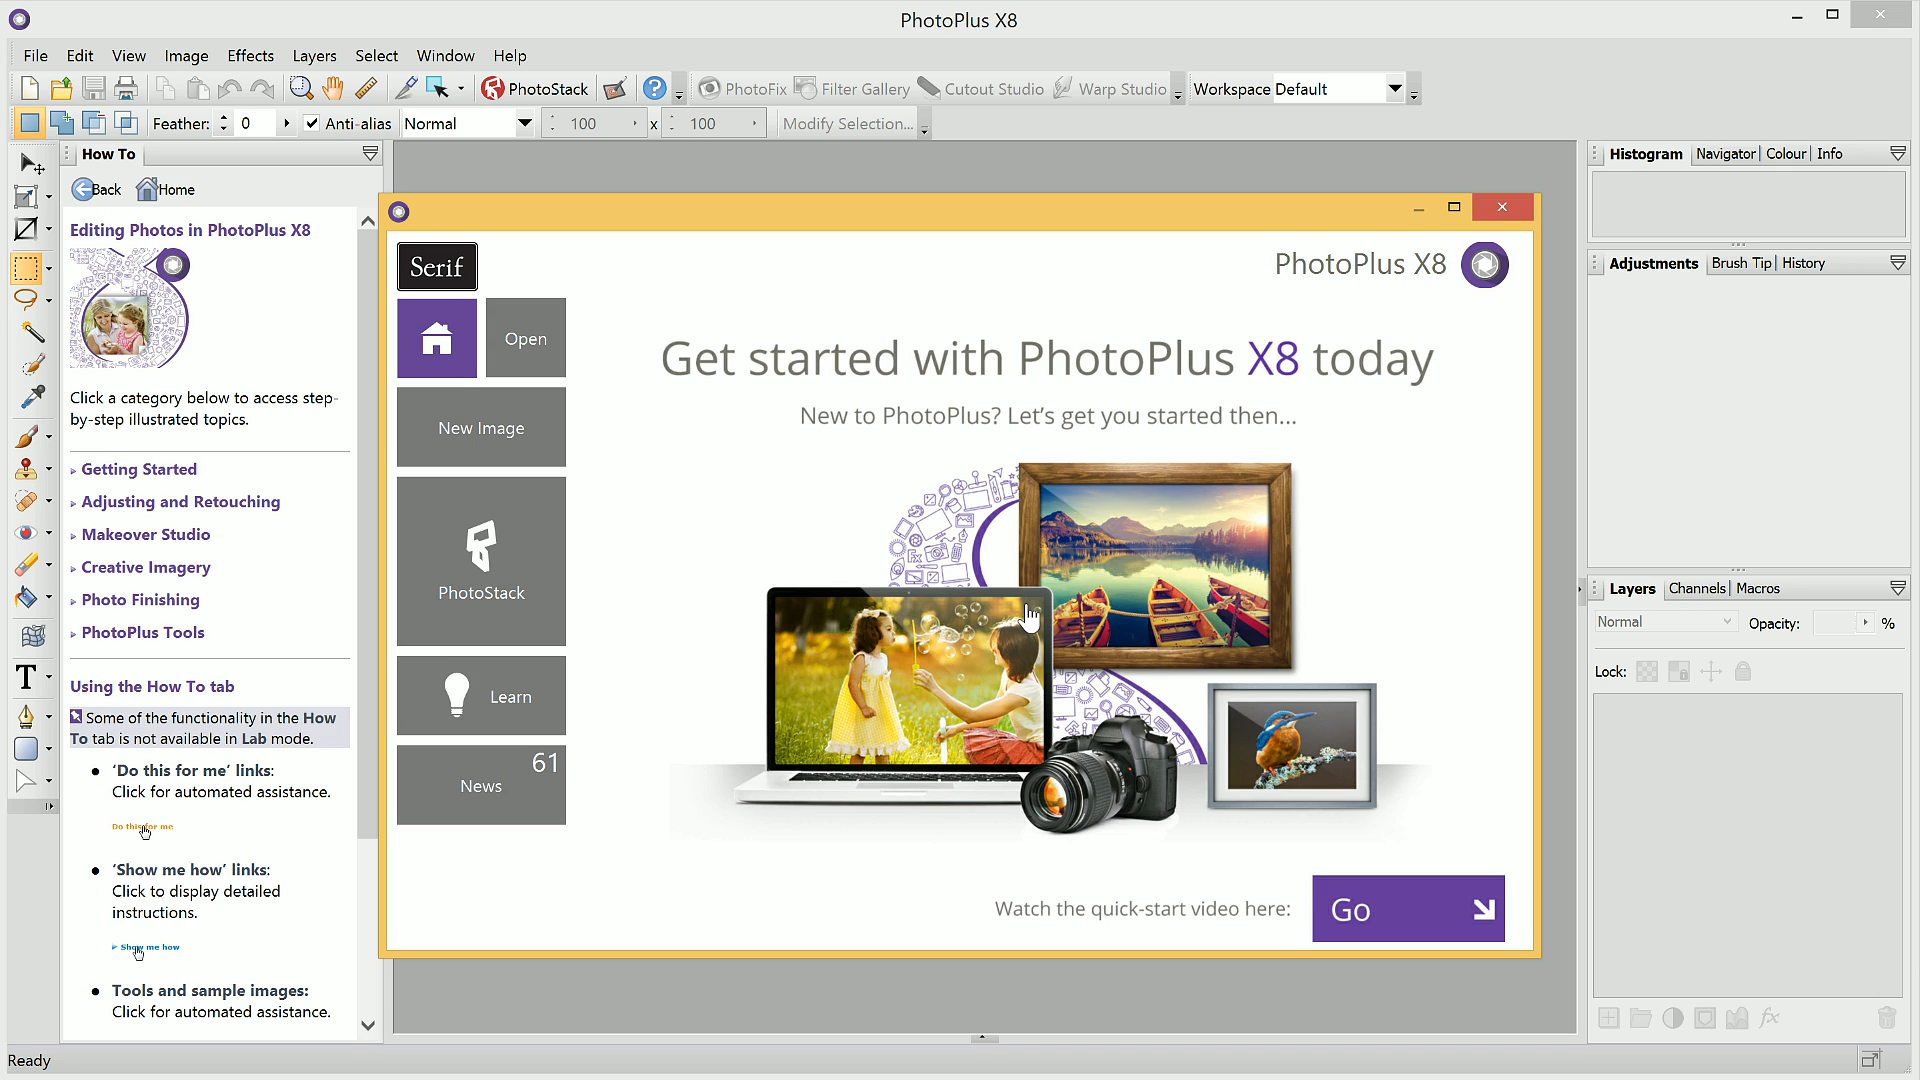 PhotoPlus X8
File Edit View Image Effects Layers Select Window Help
PhotoStack PhotoFix Filter Gallery Cutout Studio Warp Studio Workspace Default
Feather: 0 Anti-alias Normal 100 x 100 Modify Selection...
How To
Back Home
Editing Photos in PhotoPlus X8
Click a category below to access step-
by-step illustrated topics.
Getting Started
Adjusting and Retouching
Makeover Studio
Creative Imagery
Photo Finishing
PhotoPlus Tools
Using the How To tab
Some of the functionality in the How
To tab is not available in Lab mode.
‘Do this for me’ links:
Click for automated assistance.
Do this for me
‘Show me how’ links:
Click to display detailed
instructions.
Show me how
Tools and sample images:
Click for automated assistance.
Serif
PhotoPlus X8
Open
New Image
PhotoStack
Learn
61
News
Get started with PhotoPlus X8 today
New to PhotoPlus? Let’s get you started then...
Watch the quick-start video here:
Go
Histogram Navigator Colour Info
Adjustments Brush Tip History
Layers Channels Macros
Normal Opacity: %
Lock:
fx
Ready